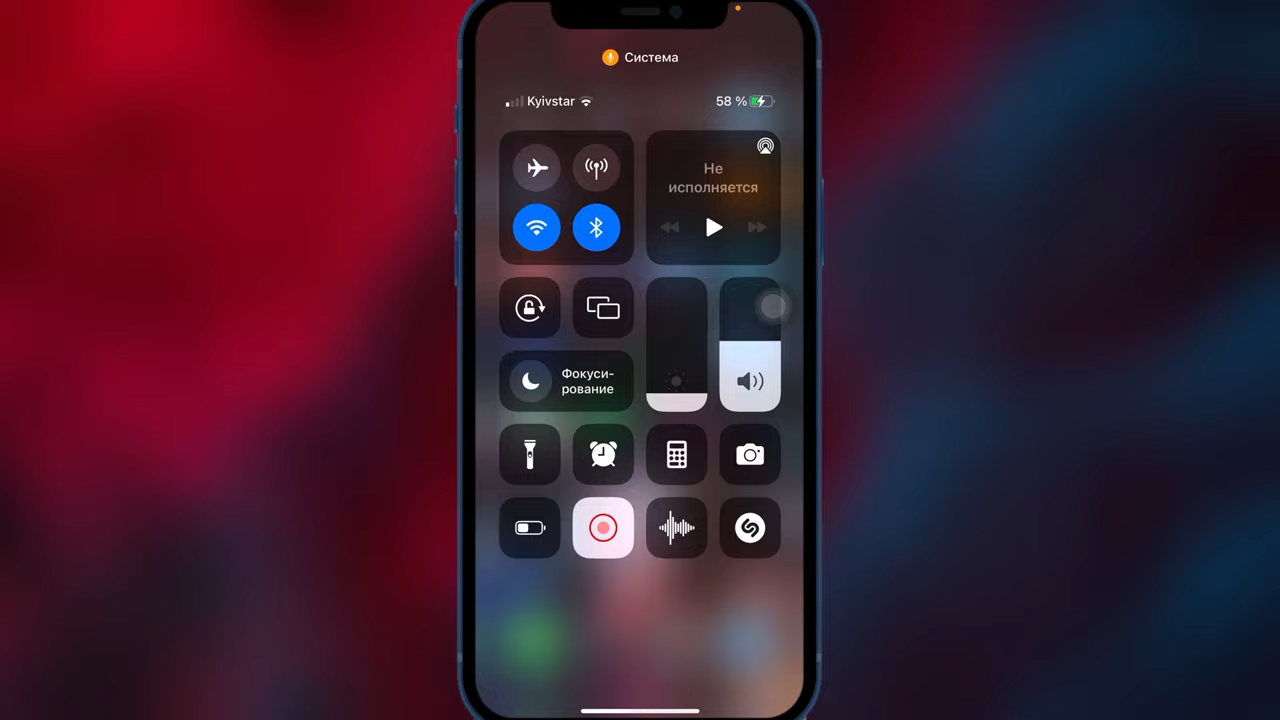 Система
Kyivstar
58 %
Не
исполняется
Фокуси-
рование